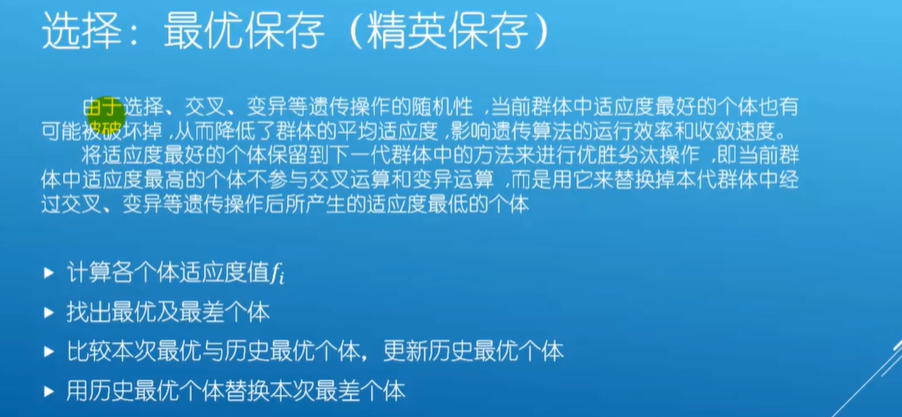 选择：最优保存（精英保存）
由于选择、交叉、变异等遗传操作的随机性 ,当前群体中适应度最好的个体也有
可能被破坏掉 ,从而降低了群体的平均适应度 ,影响遗传算法的运行效率和收敛速度。
将适应度最好的个体保留到下一代群体中的方法来进行优胜劣汰操作 ,即当前群
体中适应度最高的个体不参与交叉运算和变异运算 ,而是用它来替换掉本代群体中经
过交叉、变异等遗传操作后所产生的适应度最低的个体
▶ 计算各个体适应度值fᵢ
▶ 找出最优及最差个体
▶ 比较本次最优与历史最优个体，更新历史最优个体
▶ 用历史最优个体替换本次最差个体